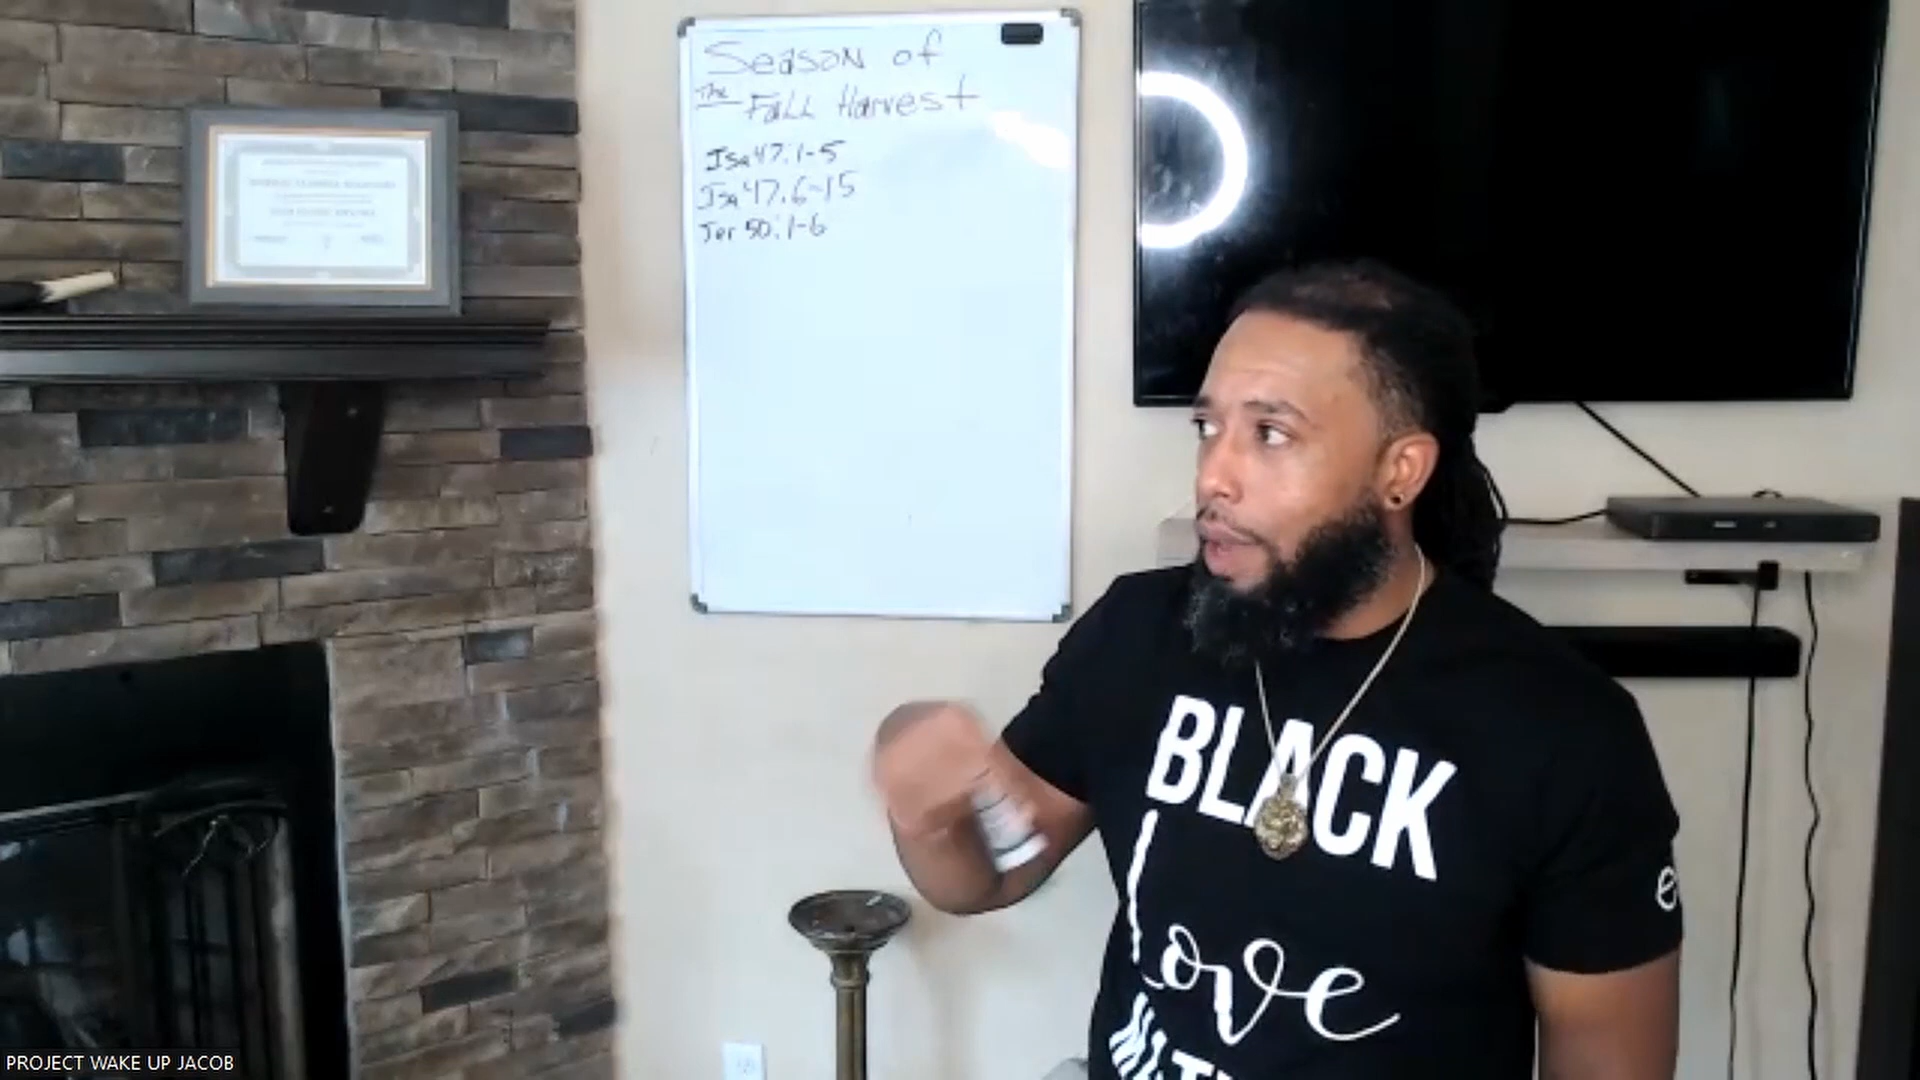 Season of
The Fall Harvest
Isa 47:1-5
Isa 47:6-15
Jer 50:1-6
BLACK
Love
PROJECT WAKE UP JACOB